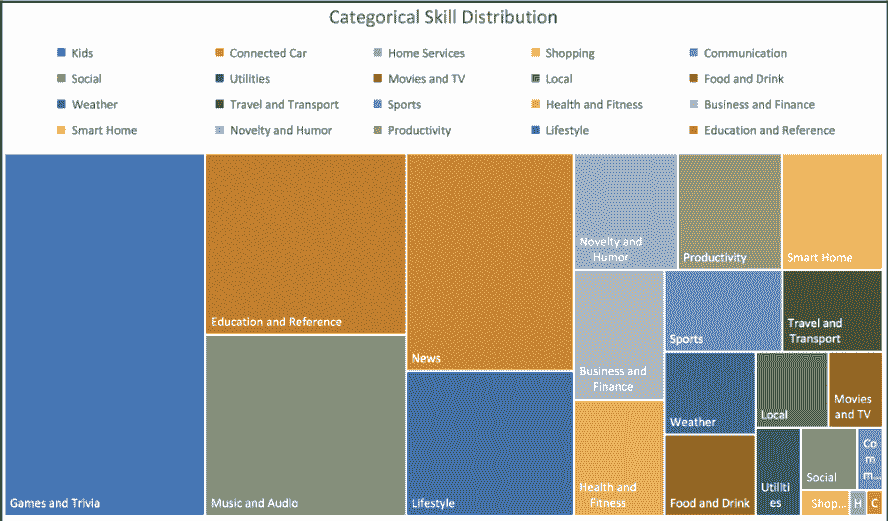 Categorical Skill Distribution
Kids
Connected Car
Home Services
Shopping
Communication
Social
Utilities
Movies and TV
Local
Food and Drink
Weather
Travel and Transport
Sports
Health and Fitness
Business and Finance
Smart Home
Novelty and Humor
Productivity
Lifestyle
Education and Reference
Games and Trivia
Education and Reference
Music and Audio
News
Lifestyle
Novelty and
Humor
Productivity
Smart Home
Business and
Finance
Sports
Travel and
Transport
Health and
Fitness
Weather
Local
Movies
and TV
Food and Drink
Utiliti
es
Social
Co
m
m...
Shop...
H
C